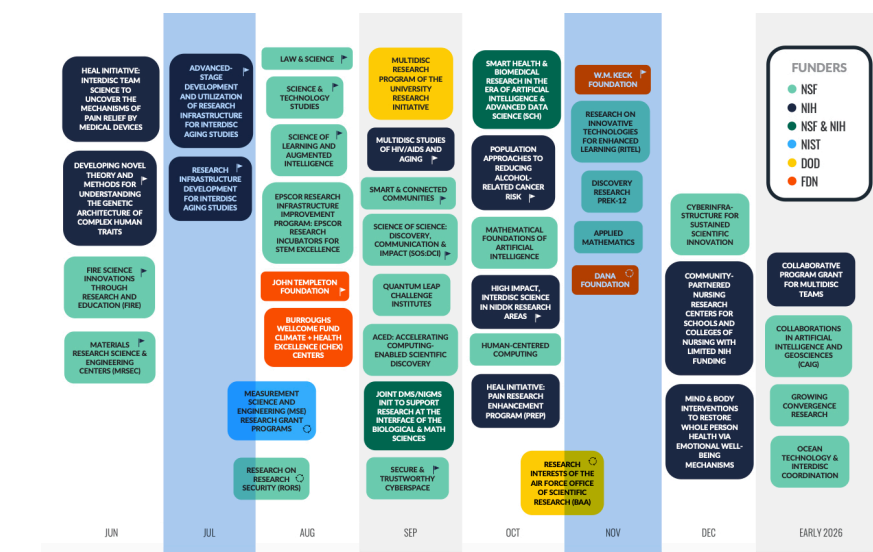 HEAL INITIATIVE:
INTERDISC TEAM
SCIENCE TO
UNCOVER THE
MECHANISMS OF
PAIN RELIEF BY
MEDICAL DEVICES
DEVELOPING NOVEL
THEORY AND
METHODS FOR
UNDERSTANDING
THE GENETIC
ARCHITECTURE OF
COMPLEX HUMAN
TRAITS
FIRE SCIENCE
INNOVATIONS
THROUGH
RESEARCH AND
EDUCATION (FIRE)
MATERIALS
RESEARCH SCIENCE &
ENGINEERING
CENTERS (MRSEC)
JUN
ADVANCED-
STAGE
DEVELOPMENT
AND UTILIZATION
OF RESEARCH
INFRASTRUCTURE
FOR INTERDISC
AGING STUDIES
RESEARCH
INFRASTRUCTURE
DEVELOPMENT
FOR INTERDISC
AGING STUDIES
MEASUREMENT
SCIENCE AND
ENGINEERING (MSE)
RESEARCH GRANT
PROGRAMS
RESEARCH ON
RESEARCH
SECURITY (RORS)
JUL
LAW & SCIENCE
SCIENCE &
TECHNOLOGY
STUDIES
SCIENCE OF
LEARNING AND
AUGMENTED
INTELLIGENCE
EPSCOR RESEARCH
INFRASTRUCTURE
IMPROVEMENT
PROGRAM: EPSCOR
RESEARCH
INCUBATORS FOR
STEM EXCELLENCE
JOHN TEMPLETON
FOUNDATION
BURROUGHS
WELLCOME FUND
CLIMATE + HEALTH
EXCELLENCE (CHEX)
CENTERS
AUG
MULTIDISC
RESEARCH
PROGRAM OF THE
UNIVERSITY
RESEARCH
INITIATIVE
MULTIDISC STUDIES
OF HIV/AIDS AND
AGING
SMART & CONNECTED
COMMUNITIES
SCIENCE OF SCIENCE:
DISCOVERY,
COMMUNICATION &
IMPACT (SOS:DCI)
QUANTUM LEAP
CHALLENGE
INSTITUTES
ACED: ACCELERATING
COMPUTING-
ENABLED SCIENTIFIC
DISCOVERY
JOINT DMS/NIGMS
INIT TO SUPPORT
RESEARCH AT THE
INTERFACE OF THE
BIOLOGICAL & MATH
SCIENCES
SECURE &
TRUSTWORTHY
CYBERSPACE
SEP
SMART HEALTH &
BIOMEDICAL
RESEARCH IN THE
ERA OF ARTIFICIAL
INTELLIGENCE &
ADVANCED DATA
SCIENCE (SCH)
POPULATION
APPROACHES TO
REDUCING
ALCOHOL-
RELATED CANCER
RISK
MATHEMATICAL
FOUNDATIONS OF
ARTIFICIAL
INTELLIGENCE
HIGH IMPACT,
INTERDISC SCIENCE
IN NIDDK RESEARCH
AREAS
HUMAN-CENTERED
COMPUTING
HEAL INITIATIVE:
PAIN RESEARCH
ENHANCEMENT
PROGRAM (PREP)
RESEARCH
INTERESTS OF THE
AIR FORCE OFFICE
OF SCIENTIFIC
RESEARCH (BAA)
OCT
W.M. KECK
FOUNDATION
RESEARCH ON
INNOVATIVE
TECHNOLOGIES
FOR ENHANCED
LEARNING (RITEL)
DISCOVERY
RESEARCH
PREK-12
APPLIED
MATHEMATICS
DANA
FOUNDATION
NOV
CYBERINFRA-
STRUCTURE FOR
SUSTAINED
SCIENTIFIC
INNOVATION
COMMUNITY-
PARTNERED
NURSING
RESEARCH
CENTERS FOR
SCHOOLS AND
COLLEGES OF
NURSING WITH
LIMITED NIH
FUNDING
MIND & BODY
INTERVENTIONS
TO RESTORE
WHOLE PERSON
HEALTH VIA
EMOTIONAL WELL-
BEING
MECHANISMS
DEC
FUNDERS
NSF
NIH
NSF & NIH
NIST
DOD
FDN
COLLABORATIVE
PROGRAM GRANT
FOR MULTIDISC
TEAMS
COLLABORATIONS
IN ARTIFICIAL
INTELLIGENCE AND
GEOSCIENCES
(CAIG)
GROWING
CONVERGENCE
RESEARCH
OCEAN
TECHNOLOGY &
INTERDISC
COORDINATION
EARLY 2026